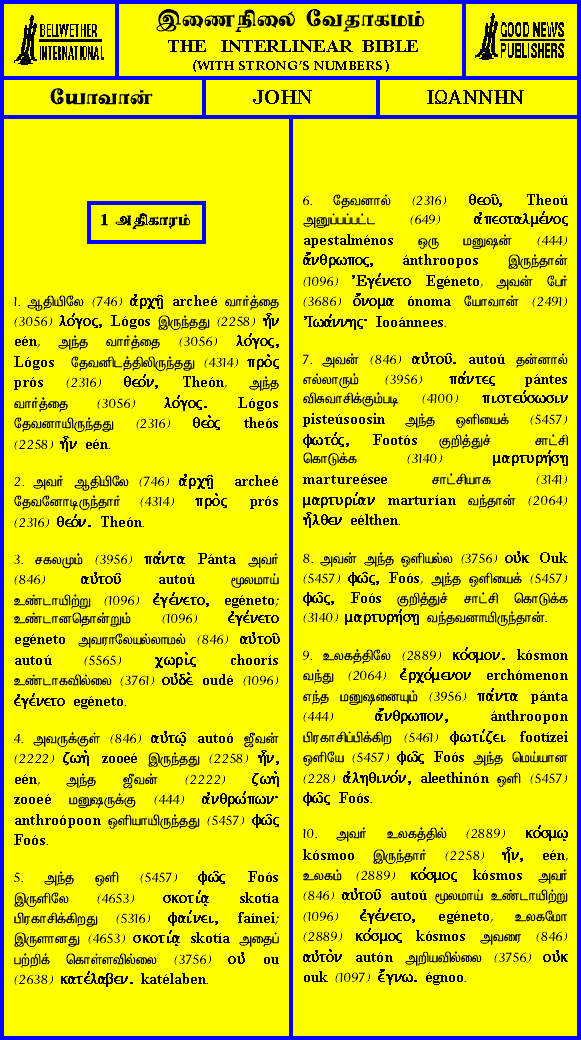 BELLWETHER
INTERNATIONAL
இணைநிலை வேதாகமம்
THE INTERLINEAR BIBLE
(WITH STRONG'S NUMBERS)
GOOD NEWS
PUBLISHERS
யோவான்
JOHN
ΙΩΑΝΝΗΝ
1 அதிகாரம்
1. ஆதியிலே (746) ἀρχῇ archeé வார்த்தை
(3056) λόγος, Lógos இருந்தது (2258) ἦν
eén, அந்த வார்த்தை (3056) λόγος,
Lógos தேவனிடத்திலிருந்தது (4314) πρὸς
prós (2316) θεόν, Theón, அந்த
வார்த்தை (3056) λόγος. Lógos
தேவனாயிருந்தது (2316) θεὸς theós
(2258) ἦν eén.
2. அவர் ஆதியிலே (746) ἀρχῇ archeé
தேவனோடிருந்தார் (4314) πρὸς prós
(2316) θεόν. Theón.
3. சகலமும் (3956) πάντα Pánta அவர்
(846) αὐτοῦ autoú மூலமாய்
உண்டாயிற்று (1096) ἐγένετο, egéneto;
உண்டானதொன்றும் (1096) ἐγένετο
egéneto அவராலேயல்லாமல் (846) αὐτοῦ
autoú (5565) χωρὶς choorís
உண்டாகவில்லை (3761) οὐδὲ oudé (1096)
ἐγένετο egéneto.
4. அவருக்குள் (846) αὐτῷ autoó ஜீவன்
(2222) ζωὴ zooeé இருந்தது (2258) ἦν,
eén, அந்த ஜீவன் (2222) ζωὴ
zooeé மனுஷருக்கு (444) ἀνθρώπων·
anthroópoon ஒளியாயிருந்தது (5457) φῶς
Foós.
5. அந்த ஒளி (5457) φῶς Foós
இருளிலே (4653) σκοτίᾳ skotía
பிரகாசிக்கிறது (5316) φαίνει, faínei;
இருளானது (4653) σκοτίᾳ skotía அதைப்
பற்றிக் கொள்ளவில்லை (3756) οὐ ou
(2638) κατέλαβεν. katélaben.
6. தேவனால் (2316) θεοῦ, Theoú
அனுப்பப்பட்ட (649) ἀπεσταλμένος
apestalménos ஒரு மனுஷன் (444)
ἄνθρωπος, ánthroopos இருந்தான்
(1096) Ἐγένετο Egéneto, அவன் பேர்
(3686) ὄνομα ónoma யோவான் (2491)
Ἰωάννης· Iooánnees.
7. அவன் (846) αὐτοῦ. autoú தன்னால்
எல்லாரும் (3956) πάντες pántes
விசுவாசிக்கும்படி (4100) πιστεύσωσιν
pisteúsoosin அந்த ஒளியைக் (5457)
φωτός, Footós குறித்துச் சாட்சி
கொடுக்க (3140) μαρτυρήσῃ
martureésee சாட்சியாக (3141)
μαρτυρίαν marturían வந்தான் (2064)
ἦλθεν eélthen.
8. அவன் அந்த ஒளியல்ல (3756) οὐκ Ouk
(5457) φῶς, Foós, அந்த ஒளியைக் (5457)
φῶς, Foós குறித்துச் சாட்சி கொடுக்க
(3140) μαρτυρήσῃ வந்தவனாயிருந்தான்.
9. உலகத்திலே (2889) κόσμον. kósmon
வந்து (2064) ἐρχόμενον erchómenon
எந்த மனுஷனையும் (3956) πάντα pánta
(444) ἄνθρωπον, ánthroopon
பிரகாசிப்பிக்கிற (5461) φωτίζει footízei
ஒளியே (5457) φῶς Foós அந்த மெய்யான
(228) ἀληθινόν, aleethinón ஒளி (5457)
φῶς Foós.
10. அவர் உலகத்தில் (2889) κόσμῳ
kósmoo இருந்தார் (2258) ἦν, eén,
உலகம் (2889) κόσμος kósmos அவர்
(846) αὐτοῦ autoú மூலமாய் உண்டாயிற்று
(1096) ἐγένετο, egéneto, உலகமோ
(2889) κόσμος kósmos அவரை (846)
αὐτὸν autón அறியவில்லை (3756) οὐκ
ouk (1097) ἔγνω. égnoo.